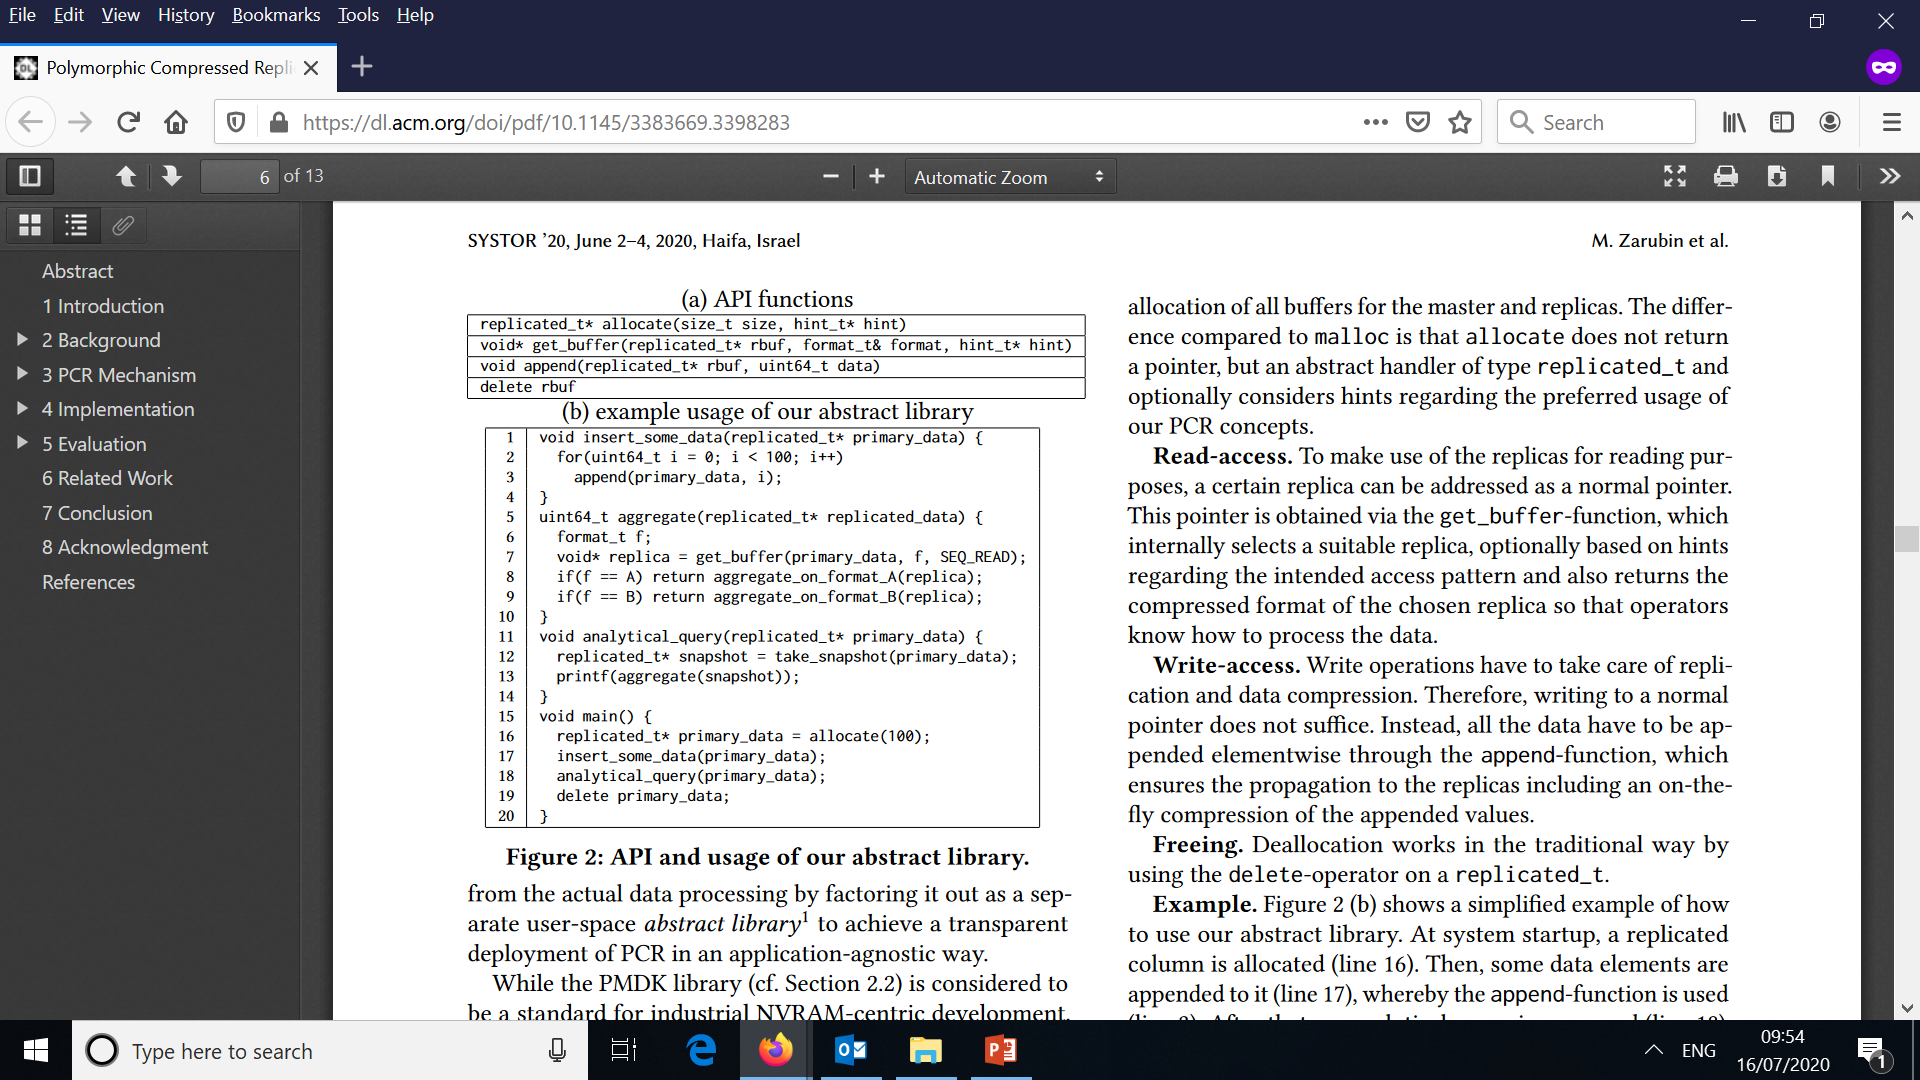 File Edit View History Bookmarks Tools Help
Polymorphic Compressed Repli
https://dl.acm.org/doi/pdf/10.1145/3383669.3398283
Search
6 of 13
Automatic Zoom
Abstract
1 Introduction
2 Background
3 PCR Mechanism
4 Implementation
5 Evaluation
6 Related Work
7 Conclusion
8 Acknowledgment
References
SYSTOR ’20, June 2–4, 2020, Haifa, Israel
M. Zarubin et al.
(a) API functions
replicated_t* allocate(size_t size, hint_t* hint)
void* get_buffer(replicated_t* rbuf, format_t& format, hint_t* hint)
void append(replicated_t* rbuf, uint64_t data)
delete rbuf
(b) example usage of our abstract library
1 void insert_some_data(replicated_t* primary_data) {
2 for(uint64_t i = 0; i < 100; i++)
3 append(primary_data, i);
4 }
5 uint64_t aggregate(replicated_t* replicated_data) {
6 format_t f;
7 void* replica = get_buffer(primary_data, f, SEQ_READ);
8 if(f == A) return aggregate_on_format_A(replica);
9 if(f == B) return aggregate_on_format_B(replica);
10 }
11 void analytical_query(replicated_t* primary_data) {
12 replicated_t* snapshot = take_snapshot(primary_data);
13 printf(aggregate(snapshot));
14 }
15 void main() {
16 replicated_t* primary_data = allocate(100);
17 insert_some_data(primary_data);
18 analytical_query(primary_data);
19 delete primary_data;
20 }
Figure 2: API and usage of our abstract library.
from the actual data processing by factoring it out as a sep-
arate user-space abstract library1 to achieve a transparent
deployment of PCR in an application-agnostic way.
While the PMDK library (cf. Section 2.2) is considered to
be a standard for industrial NVRAM-centric development,
allocation of all buffers for the master and replicas. The differ-
ence compared to malloc is that allocate does not return
a pointer, but an abstract handler of type replicated_t and
optionally considers hints regarding the preferred usage of
our PCR concepts.
Read-access. To make use of the replicas for reading pur-
poses, a certain replica can be addressed as a normal pointer.
This pointer is obtained via the get_buffer-function, which
internally selects a suitable replica, optionally based on hints
regarding the intended access pattern and also returns the
compressed format of the chosen replica so that operators
know how to process the data.
Write-access. Write operations have to take care of repli-
cation and data compression. Therefore, writing to a normal
pointer does not suffice. Instead, all the data have to be ap-
pended elementwise through the append-function, which
ensures the propagation to the replicas including an on-the-
fly compression of the appended values.
Freeing. Deallocation works in the traditional way by
using the delete-operator on a replicated_t.
Example. Figure 2 (b) shows a simplified example of how
to use our abstract library. At system startup, a replicated
column is allocated (line 16). Then, some data elements are
appended to it (line 17), whereby the append-function is used
Type here to search
ENG
09:54
16/07/2020
1